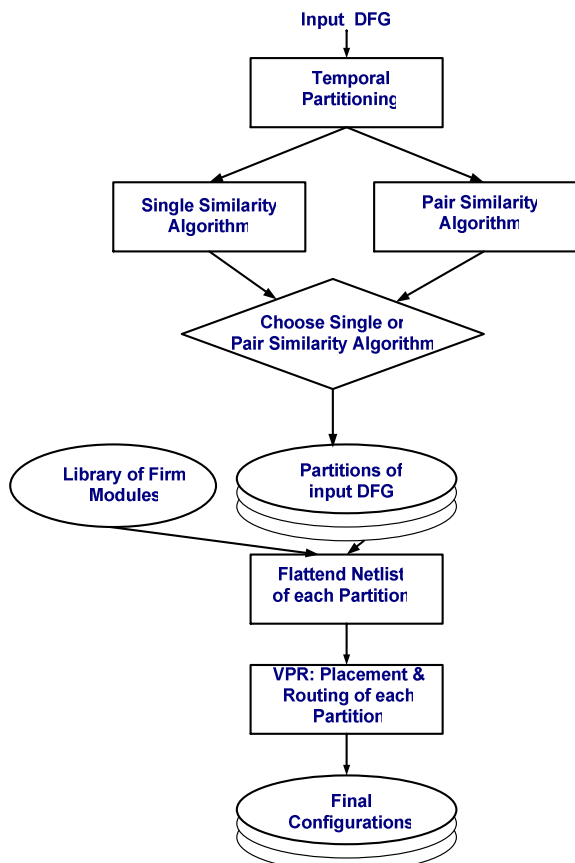 Input DFG
Temporal
Partitioning
Single Similarity
Algorithm
Pair Similarity
Algorithm
Choose Single or
Pair Similarity Algorithm
Library of Firm
Modules
Partitions of
input DFG
Flattend Netlist
of each Partition
VPR: Placement &
Routing of each
Partition
Final
Configurations